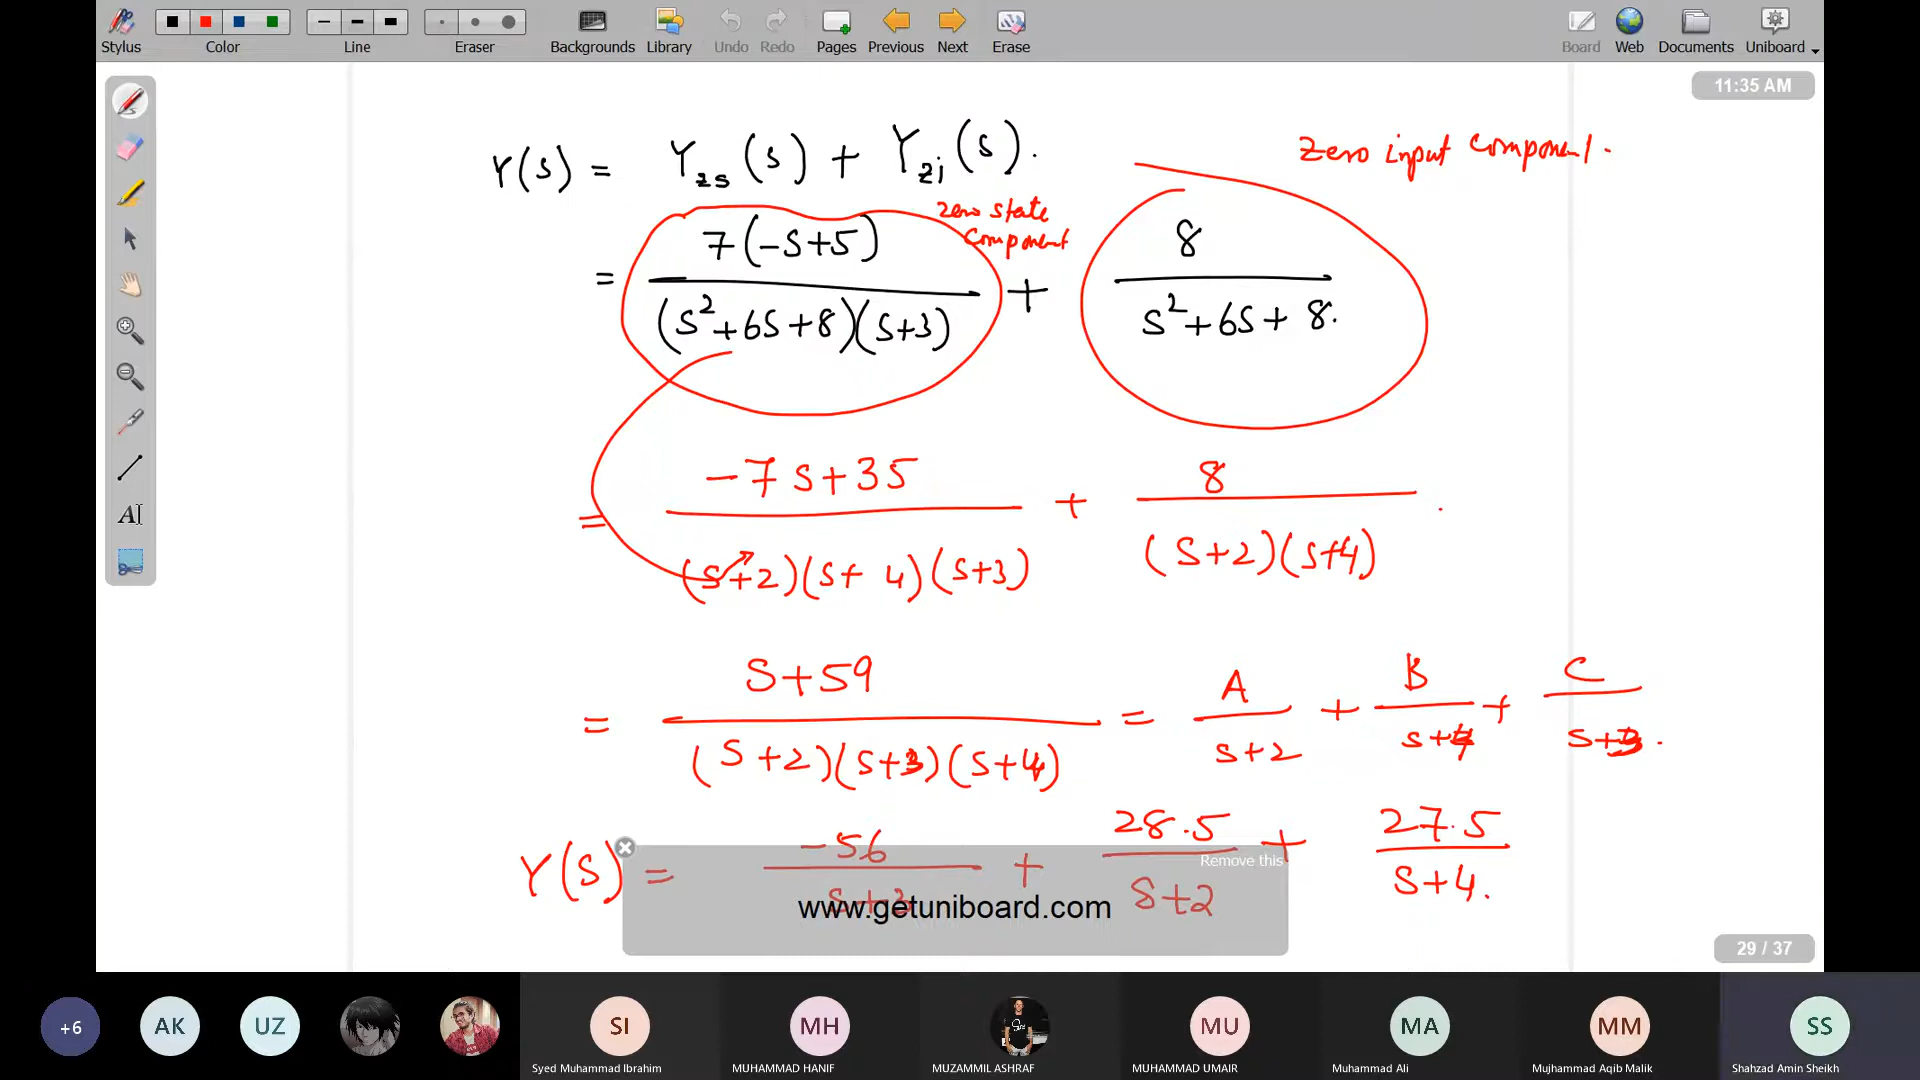 Stylus Color Line Eraser Backgrounds Library Undo Redo Pages Previous Next Erase Board Web Documents Uniboard
11:35 AM
Y(s) = Yzs(s) + Yzi(s).
Zero input component.
Zero state
component
= 7(-s+5) / (s²+6s+8)(s+3) + 8 / s²+6s+8.
= -7s+35 / (s+2)(s+4)(s+3) + 8 / (s+2)(s+4)
= s+59 / (s+2)(s+3)(s+4) = A / s+2 + B / s+4 + C / s+3.
Y(s) = -56 / s+3 + 28.5 / s+2 + 27.5 / s+4.
Remove this
www.getuniboard.com
29 / 37
+6 AK UZ SI MH MU MA MM SS
Syed Muhammad Ibrahim MUHAMMAD HANIF MUZAMMIL ASHRAF MUHAMMAD UMAIR Muhammad Ali Mujhammad Aqib Malik Shahzad Amin Sheikh